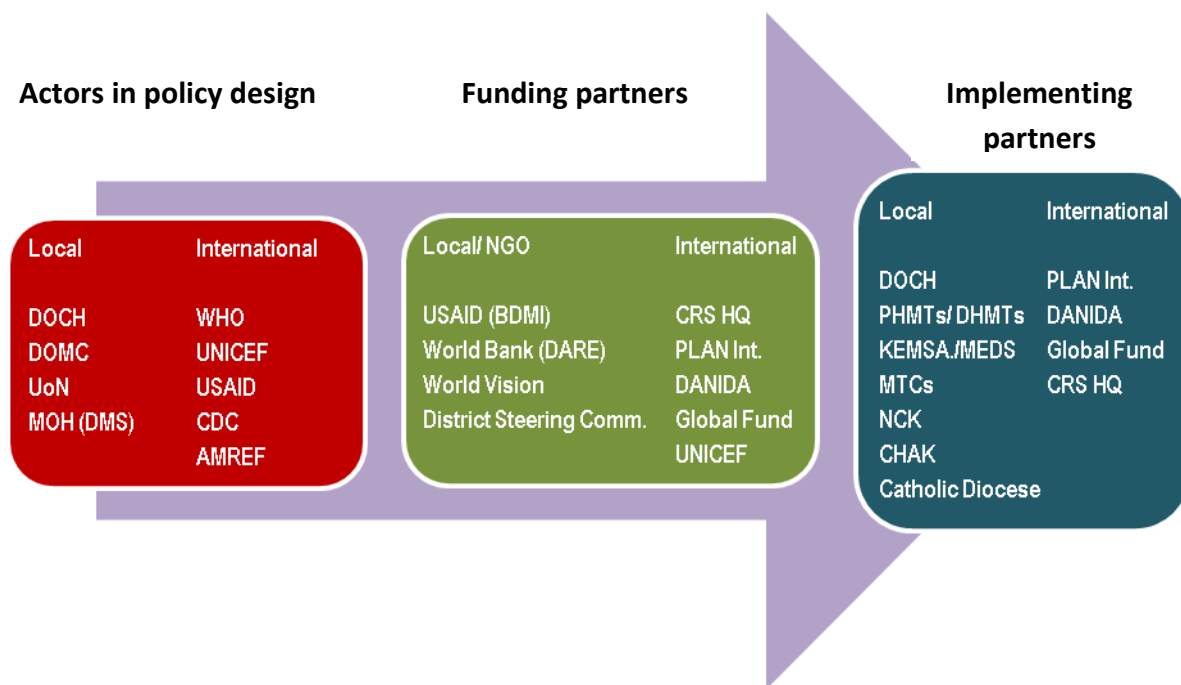 Actors in policy design
Funding partners
Implementing
partners
Local International
DOCH WHO
DOMC UNICEF
UoN USAID
MOH (DMS) CDC
AMREF
Local/ NGO International
USAID (BDMI) CRS HQ
World Bank (DARE) PLAN Int.
World Vision DANIDA
District Steering Comm. Global Fund
UNICEF
Local International
DOCH PLAN Int.
PHMTs/ DHMTs DANIDA
KEMSA./MEDS Global Fund
MTCs CRS HQ
NCK
CHAK
Catholic Diocese